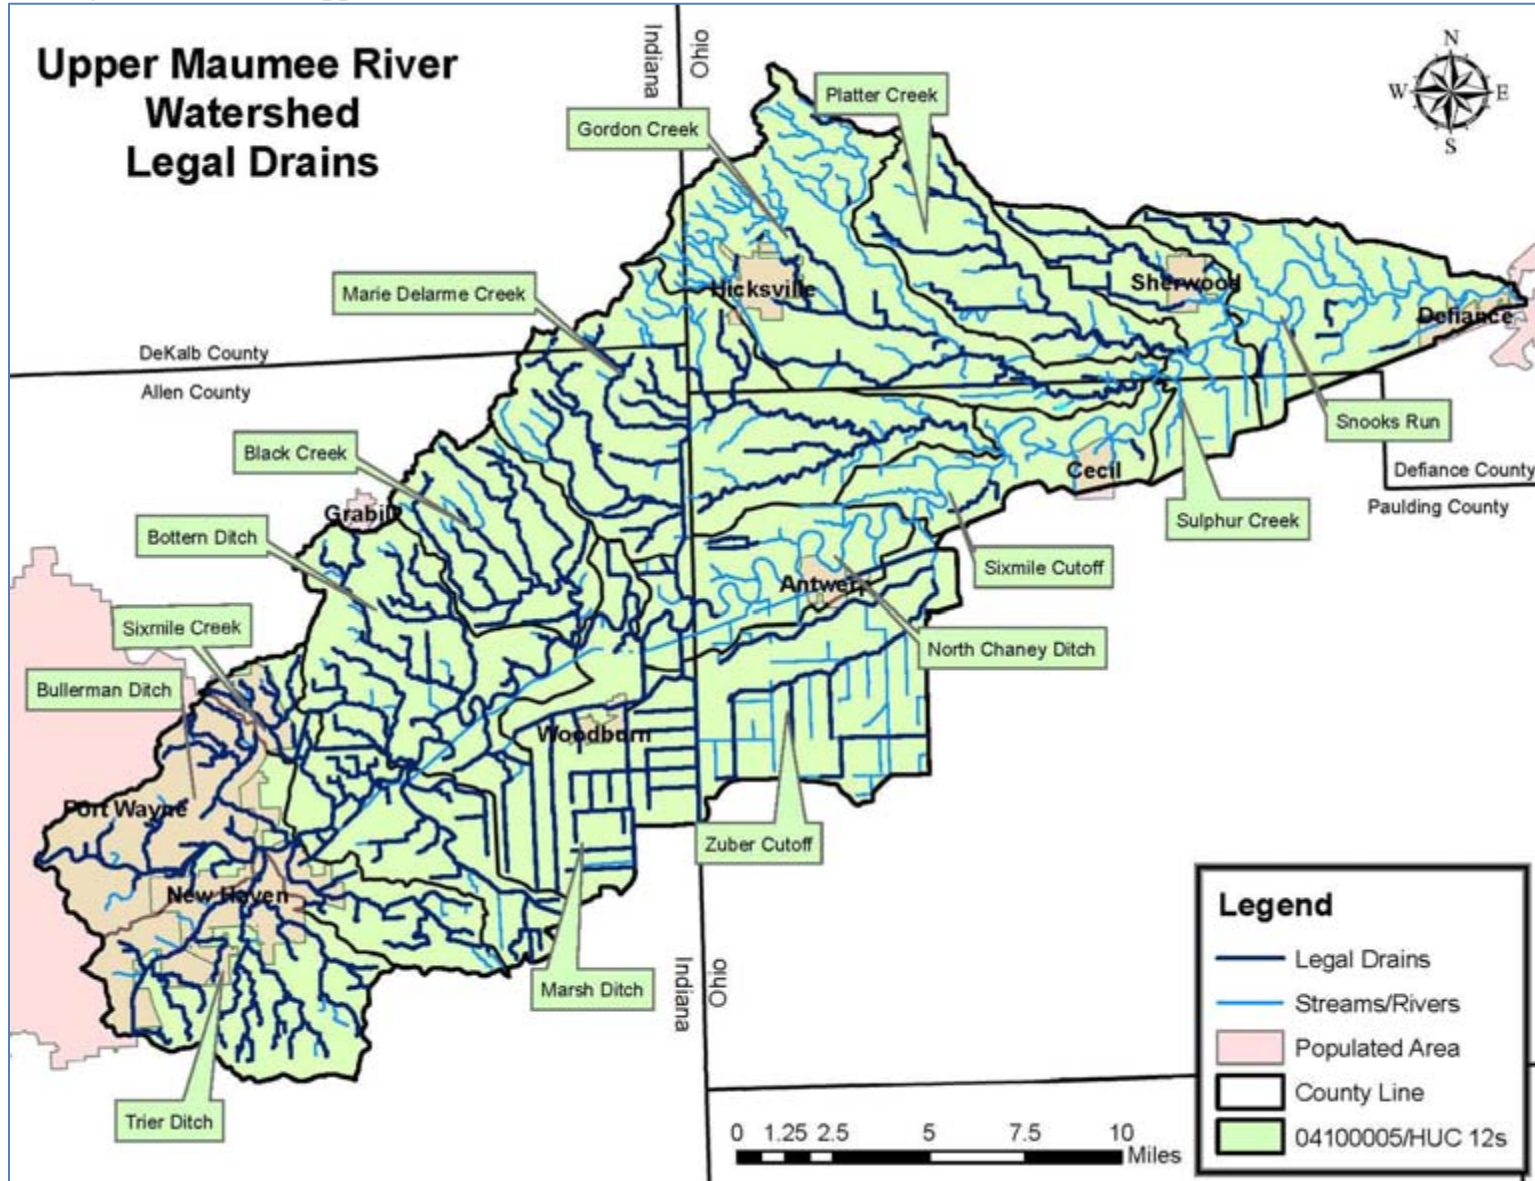 Upper Maumee River
Watershed
Legal Drains
Indiana
Ohio
N
W
E
S
Platter Creek
Gordon Creek
Marie Delarme Creek
Hicksville
Sherwood
Defiance
DeKalb County
Allen County
Black Creek
Snooks Run
Defiance County
Paulding County
Cecil
Grabill
Bottern Ditch
Sulphur Creek
Sixmile Cutoff
Antwerp
Sixmile Creek
North Chaney Ditch
Bullerman Ditch
Woodburn
Fort Wayne
Zuber Cutoff
New Haven
Marsh Ditch
Indiana
Ohio
Trier Ditch
Legend
Legal Drains
Streams/Rivers
Populated Area
County Line
04100005/HUC 12s
0 1.25 2.5 5 7.5 10
Miles